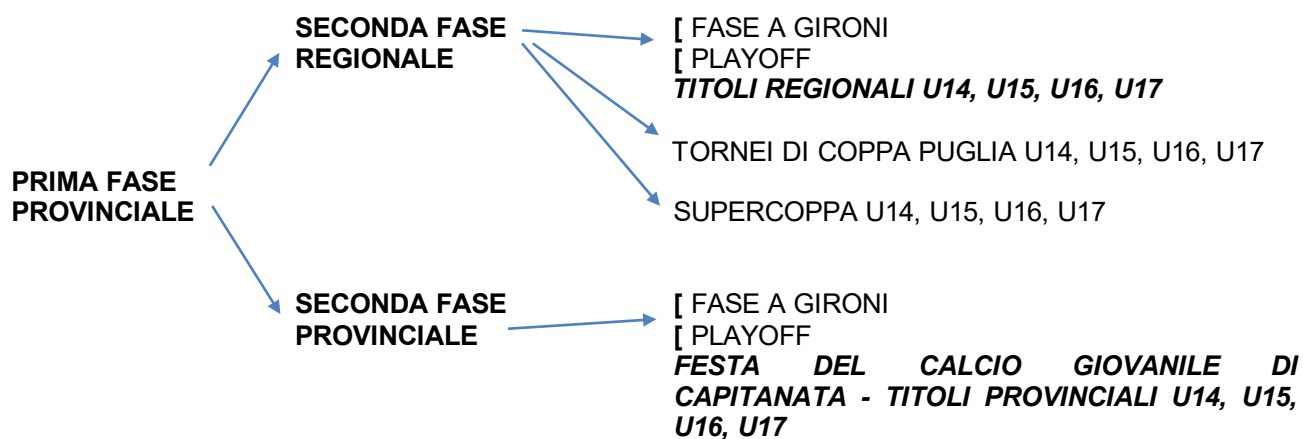 SECONDA FASE
REGIONALE
[ FASE A GIRONI
[ PLAYOFF
TITOLI REGIONALI U14, U15, U16, U17
TORNEI DI COPPA PUGLIA U14, U15, U16, U17
PRIMA FASE
PROVINCIALE
SUPERCOPPA U14, U15, U16, U17
SECONDA FASE
PROVINCIALE
[ FASE A GIRONI
[ PLAYOFF
FESTA DEL CALCIO GIOVANILE DI
CAPITANATA - TITOLI PROVINCIALI U14, U15,
U16, U17